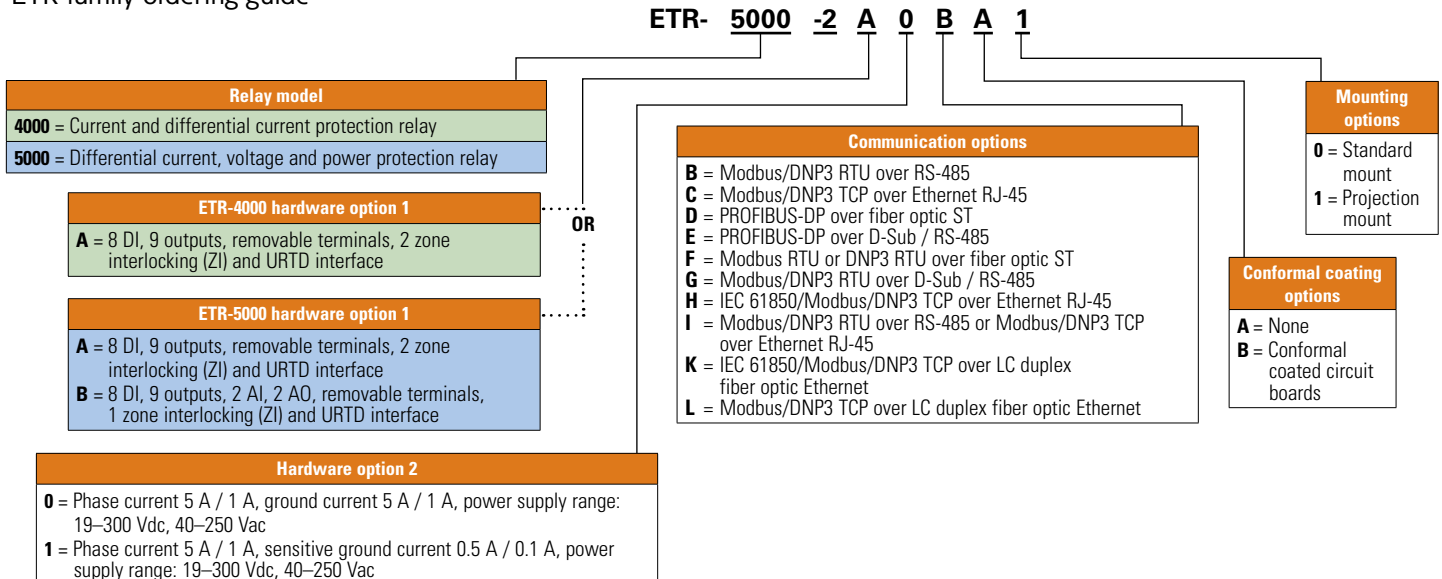 ETR family ordering guide
ETR- 5000 -2 A 0 B A 1
Relay model
4000 = Current and differential current protection relay
5000 = Differential current, voltage and power protection relay
ETR-4000 hardware option 1
A = 8 DI, 9 outputs, removable terminals, 2 zone
interlocking (ZI) and URTD interface
OR
ETR-5000 hardware option 1
A = 8 DI, 9 outputs, removable terminals, 2 zone
interlocking (ZI) and URTD interface
B = 8 DI, 9 outputs, 2 AI, 2 AO, removable terminals,
1 zone interlocking (ZI) and URTD interface
Hardware option 2
0 = Phase current 5 A / 1 A, ground current 5 A / 1 A, power supply range:
19–300 Vdc, 40–250 Vac
1 = Phase current 5 A / 1 A, sensitive ground current 0.5 A / 0.1 A, power
supply range: 19–300 Vdc, 40–250 Vac
Communication options
B = Modbus/DNP3 RTU over RS-485
C = Modbus/DNP3 TCP over Ethernet RJ-45
D = PROFIBUS-DP over fiber optic ST
E = PROFIBUS-DP over D-Sub / RS-485
F = Modbus RTU or DNP3 RTU over fiber optic ST
G = Modbus/DNP3 RTU over D-Sub / RS-485
H = IEC 61850/Modbus/DNP3 TCP over Ethernet RJ-45
I = Modbus/DNP3 RTU over RS-485 or Modbus/DNP3 TCP
over Ethernet RJ-45
K = IEC 61850/Modbus/DNP3 TCP over LC duplex
fiber optic Ethernet
L = Modbus/DNP3 TCP over LC duplex fiber optic Ethernet
Conformal coating
options
A = None
B = Conformal
coated circuit
boards
Mounting
options
0 = Standard
mount
1 = Projection
mount